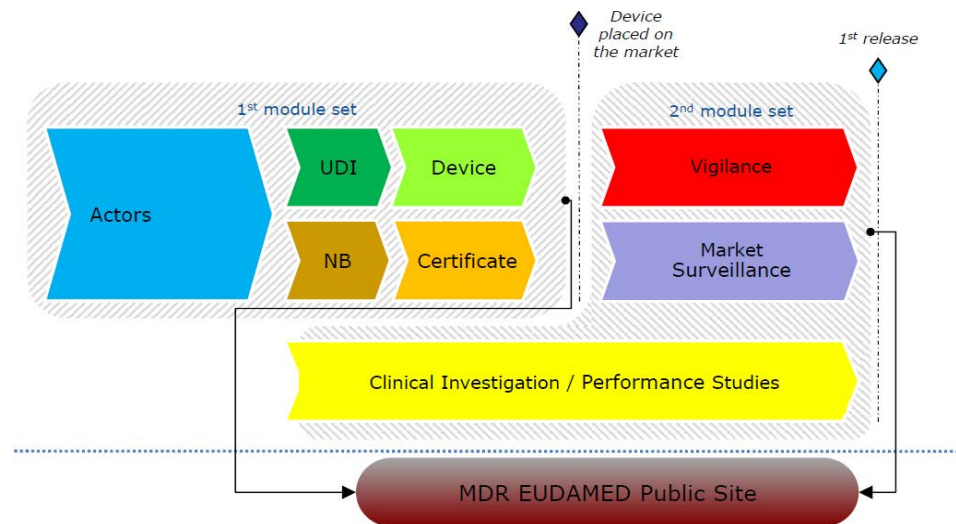 Device
placed on
the market
1st release
1st module set
2nd module set
Actors
UDI
Device
NB
Certificate
Vigilance
Market
Surveillance
Clinical Investigation / Performance Studies
MDR EUDAMED Public Site